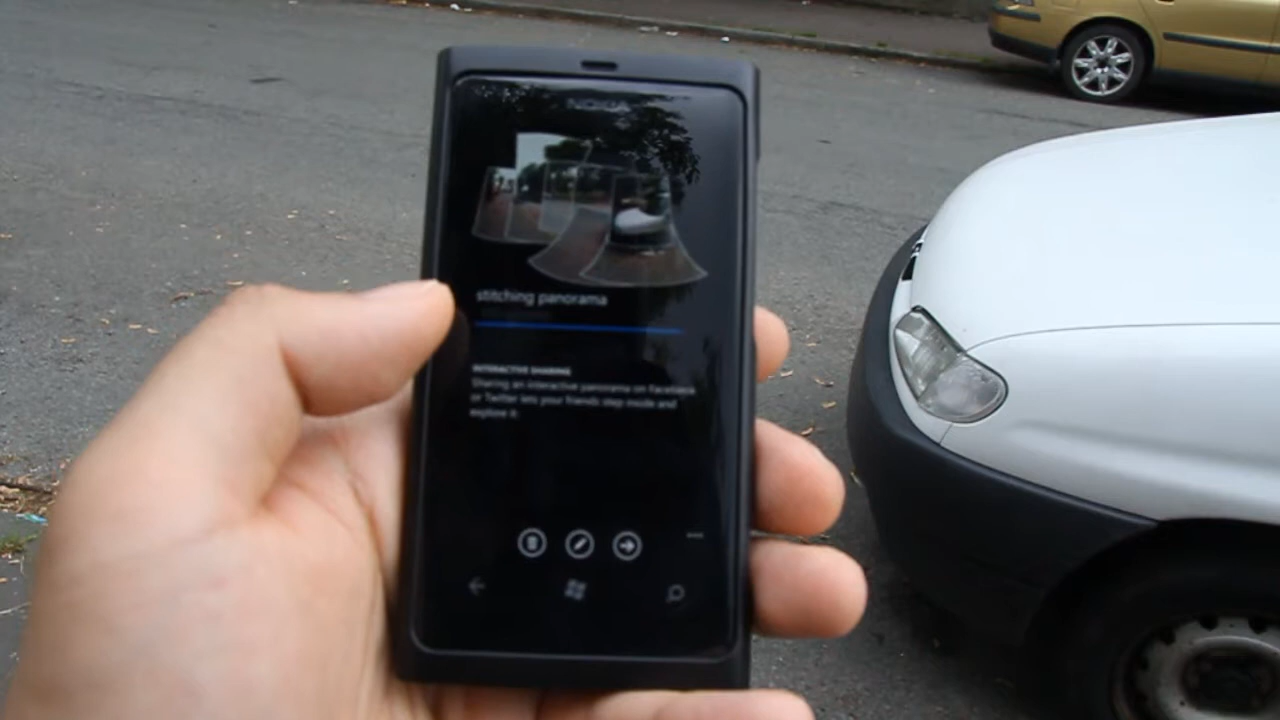 NOKIA
stitching panorama
INTERACTIVE SHARING
Sharing an interactive panorama on Facebook
or Twitter lets your friends step inside and
explore it